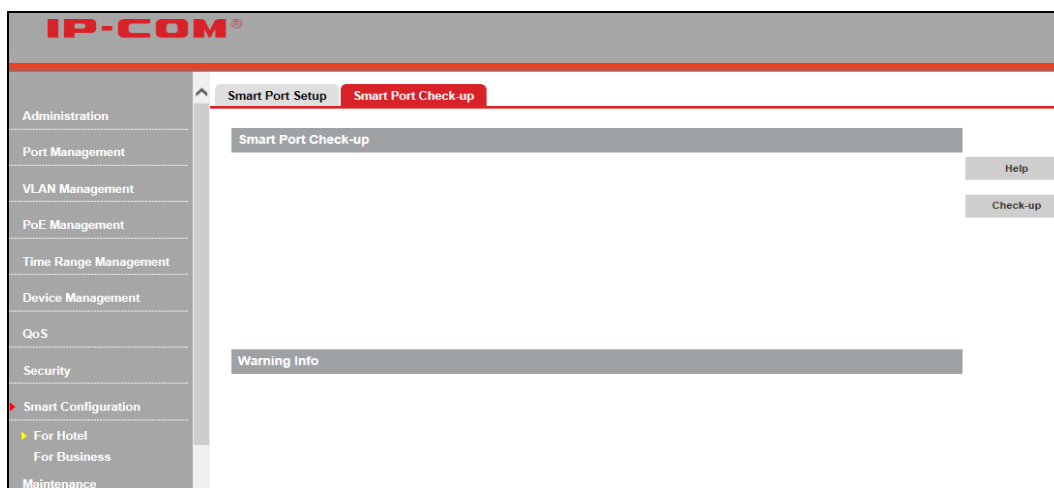 IP-COM®
Smart Port Setup
Smart Port Check-up
Administration
Port Management
VLAN Management
PoE Management
Time Range Management
Device Management
QoS
Security
Smart Configuration
For Hotel
For Business
Maintenance
Smart Port Check-up
Help
Check-up
Warning Info